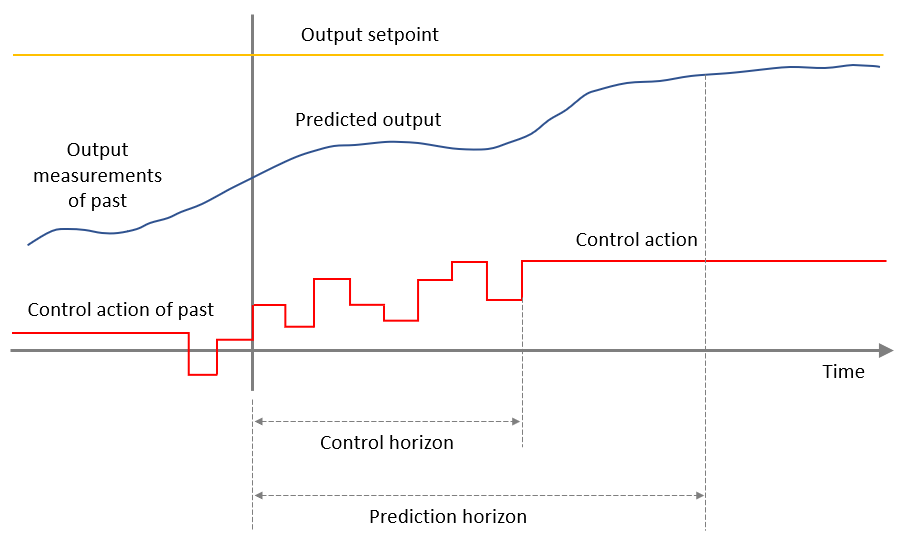 Output setpoint
Predicted output
Output
measurements
of past
Control action
Control action of past
Time
Control horizon
Prediction horizon